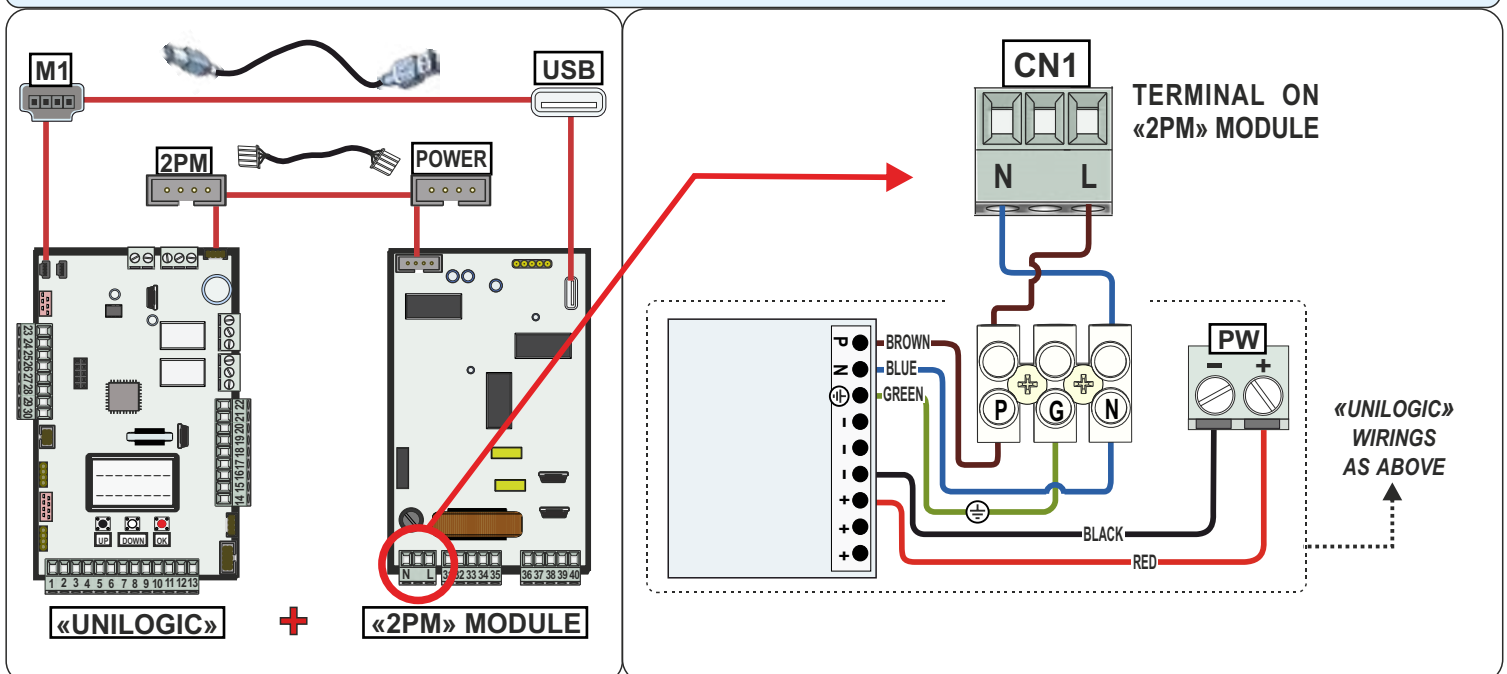 M1
USB
2PM
POWER
23
24
25
26
27
28
29
30
22
21
20
19
18
17
16
15
14
UP
DOWN
OK
1 2 3 4 5 6 7 8 9 10 11 12 13
N L
32 33 34 35
36 37 38 39 40
«UNILOGIC»
+
«2PM» MODULE
CN1
TERMINAL ON
«2PM» MODULE
N L
P
N
-
-
-
+
+
+
BROWN
BLUE
GREEN
P G N
BLACK
RED
PW
- +
«UNILOGIC»
WIRINGS
AS ABOVE